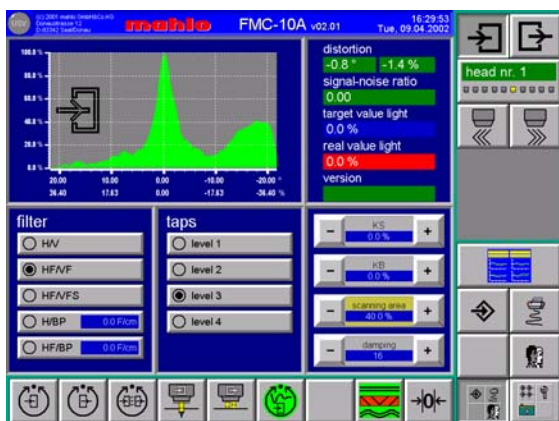 (c) 2001 mahlo GmbH&Co.KG
Donaustrasse 12
D-93342 Saal/Donau
mahlo
FMC-10A v02.01
16:29:53
Tue, 09.04.2002
distortion
-0.8 ° -1.4 %
signal-noise ratio
0.00
target value light
0.0 %
real value light
0.0 %
version
head nr. 1
100.0 %
80.0 %
60.0 %
40.0 %
20.0 %
0.0 %
20.00 10.00 0.00 -10.00 -20.00 °
36.40 17.63 0.00 -17.63 -36.40 %
filter
H/V
HF/VF
HF/VFS
H/BP 0.0 F/cm
HF/BP 0.0 F/cm
taps
level 1
level 2
level 3
level 4
- KS +
0.0 %
- KB +
0.0 %
- scanning area +
40.0 %
- damping +
16
0